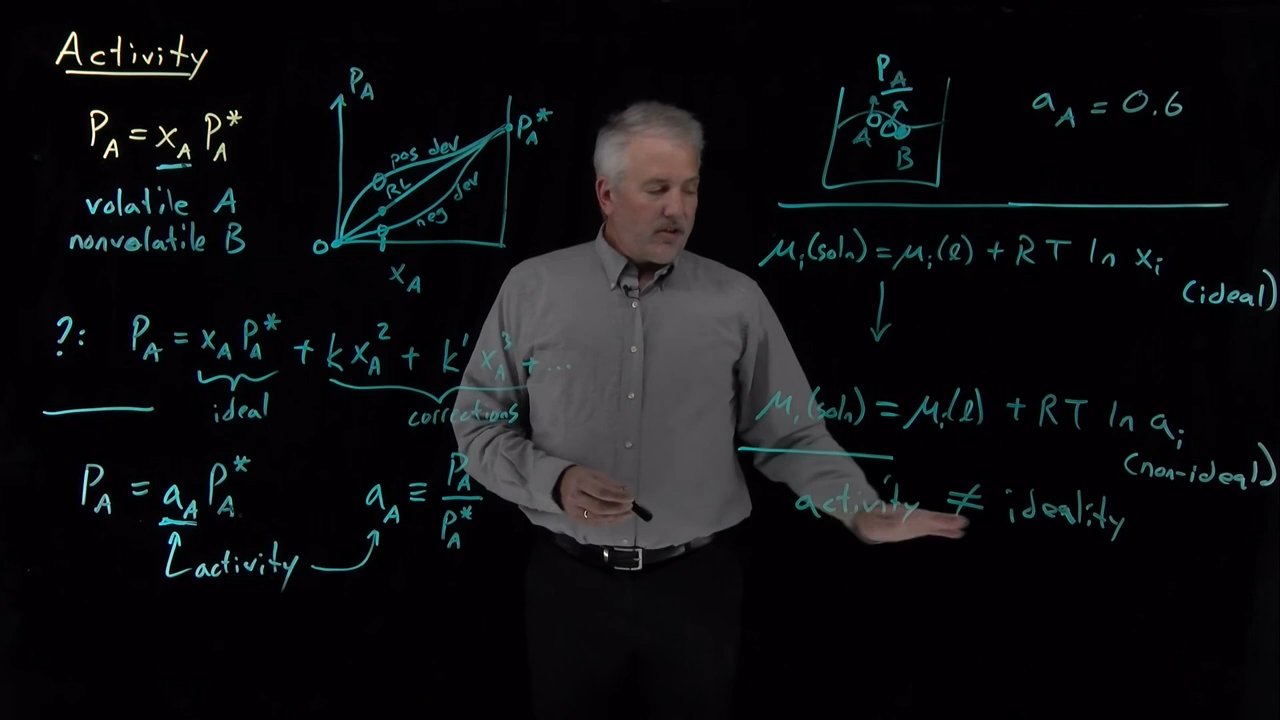 Activity
P_A = x_A P_A*
volatile A
nonvolatile B
P_A
P_A*
pos dev
RL
neg dev
0
x_A
?: P_A = x_A P_A* + k x_A² + k' x_A³ + ...
ideal
corrections
P_A = a_A P_A*
a_A ≡ P_A / P_A*
activity
P_A
A
B
a_A = 0.6
μ_i(soln) = μ_i(l) + RT ln x_i
(ideal)
μ_i(soln) = μ_i(l) + RT ln a_i
(non-ideal)
activity ≠ ideality